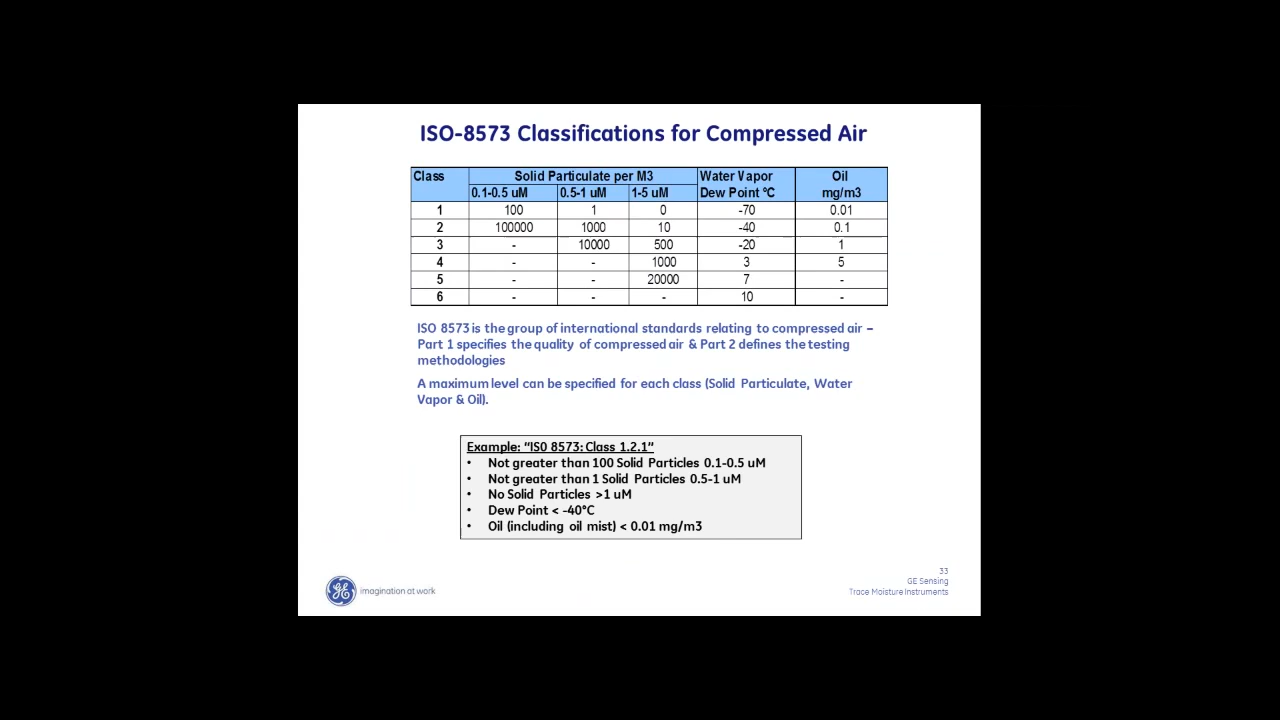 ISO-8573 Classifications for Compressed Air
Class Solid Particulate per M3 Water Vapor Oil
0.1-0.5 uM 0.5-1 uM 1-5 uM Dew Point °C mg/m3
1 100 1 0 -70 0.01
2 100000 1000 10 -40 0.1
3 - 10000 500 -20 1
4 - - 1000 3 5
5 - - 20000 7 -
6 - - - 10 -
ISO 8573 is the group of international standards relating to compressed air –
Part 1 specifies the quality of compressed air & Part 2 defines the testing
methodologies
A maximum level can be specified for each class (Solid Particulate, Water
Vapor & Oil).
Example: "ISO 8573: Class 1.2.1"
• Not greater than 100 Solid Particles 0.1-0.5 uM
• Not greater than 1 Solid Particles 0.5-1 uM
• No Solid Particles >1 uM
• Dew Point < -40°C
• Oil (including oil mist) < 0.01 mg/m3
GE imagination at work
33
GE Sensing
Trace Moisture Instruments